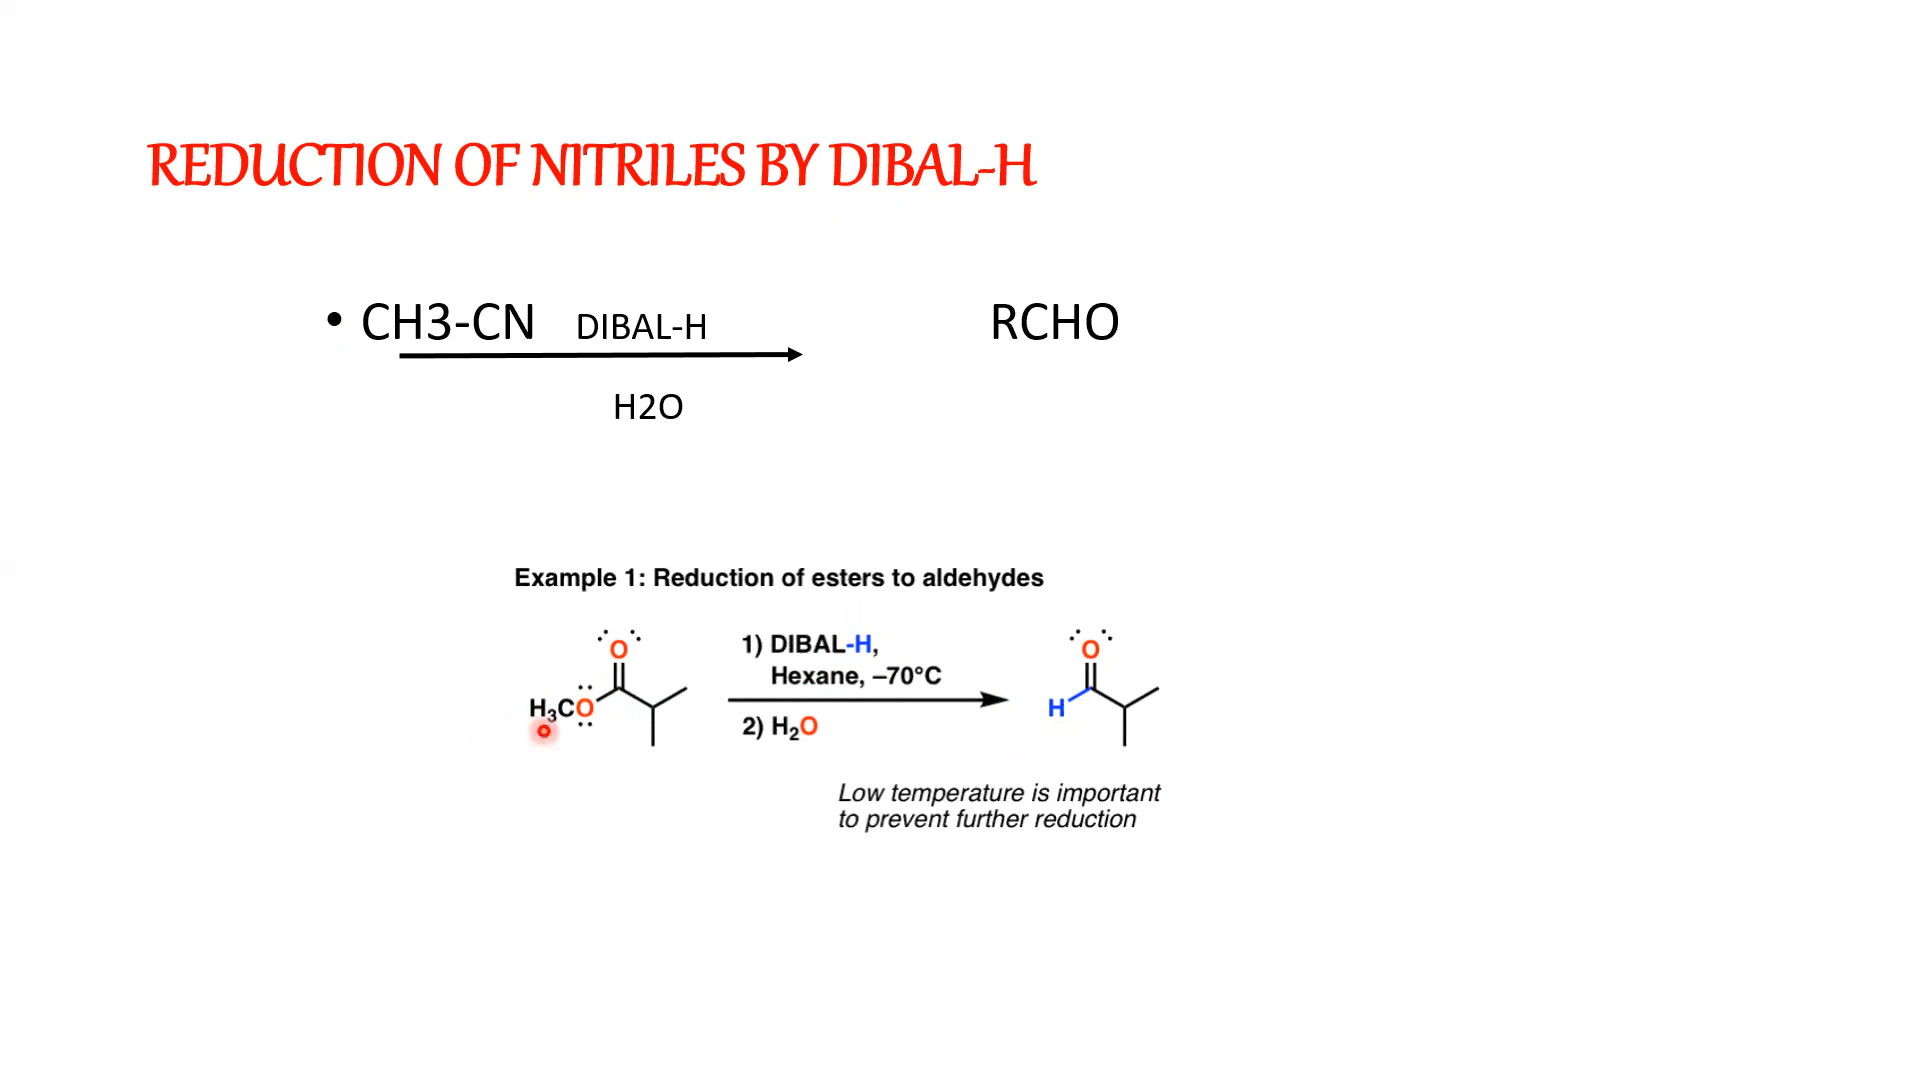 REDUCTION OF NITRILES BY DIBAL-H
• CH3-CN DIBAL-H RCHO
H2O
Example 1: Reduction of esters to aldehydes
O O
1) DIBAL-H,
Hexane, –70°C
H₃CO H
2) H₂O
Low temperature is important
to prevent further reduction